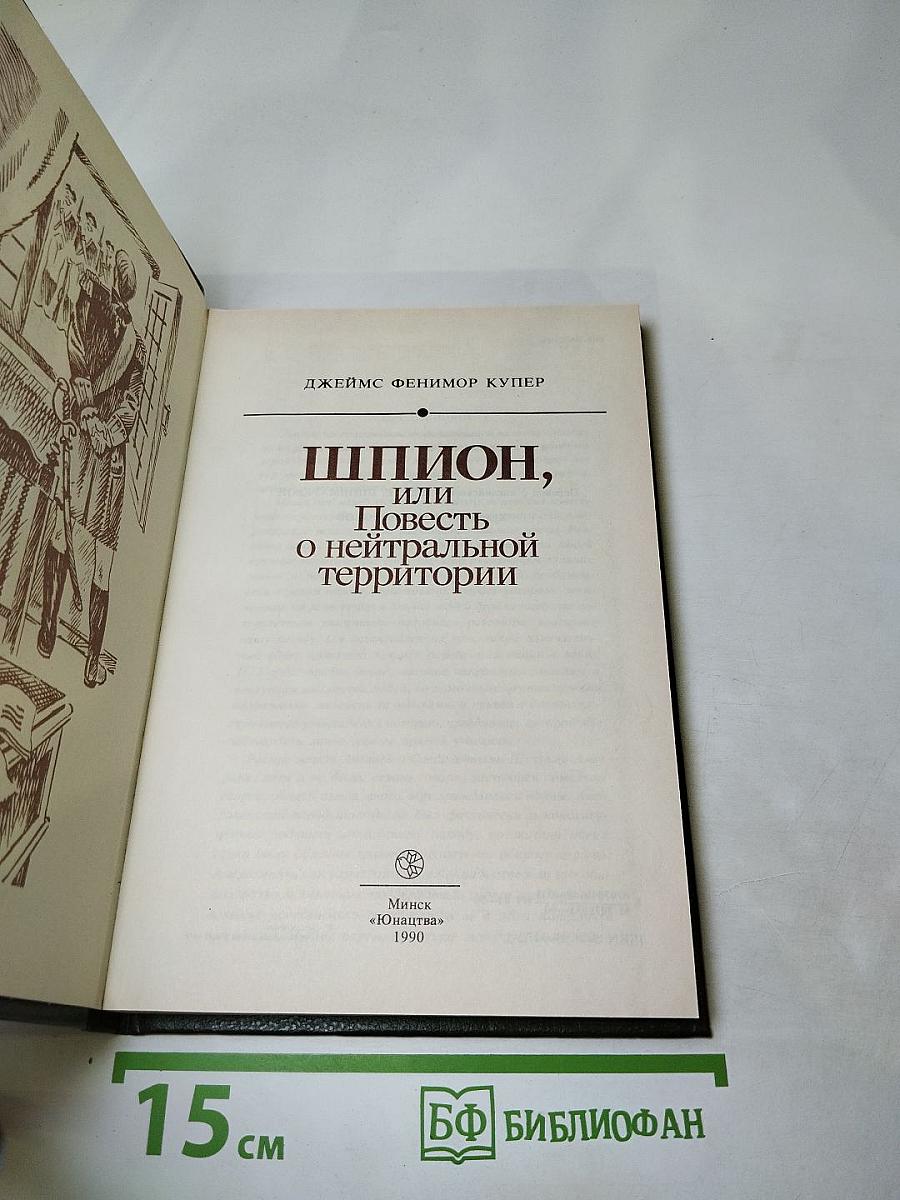 ДЖЕЙМС ФЕНИМОР КУПЕР
ШПИОН,
или
Повесть
о нейтральной
территории
Минск
«Юнацтва»
1990
15 см
БФ БИБЛИОФАН